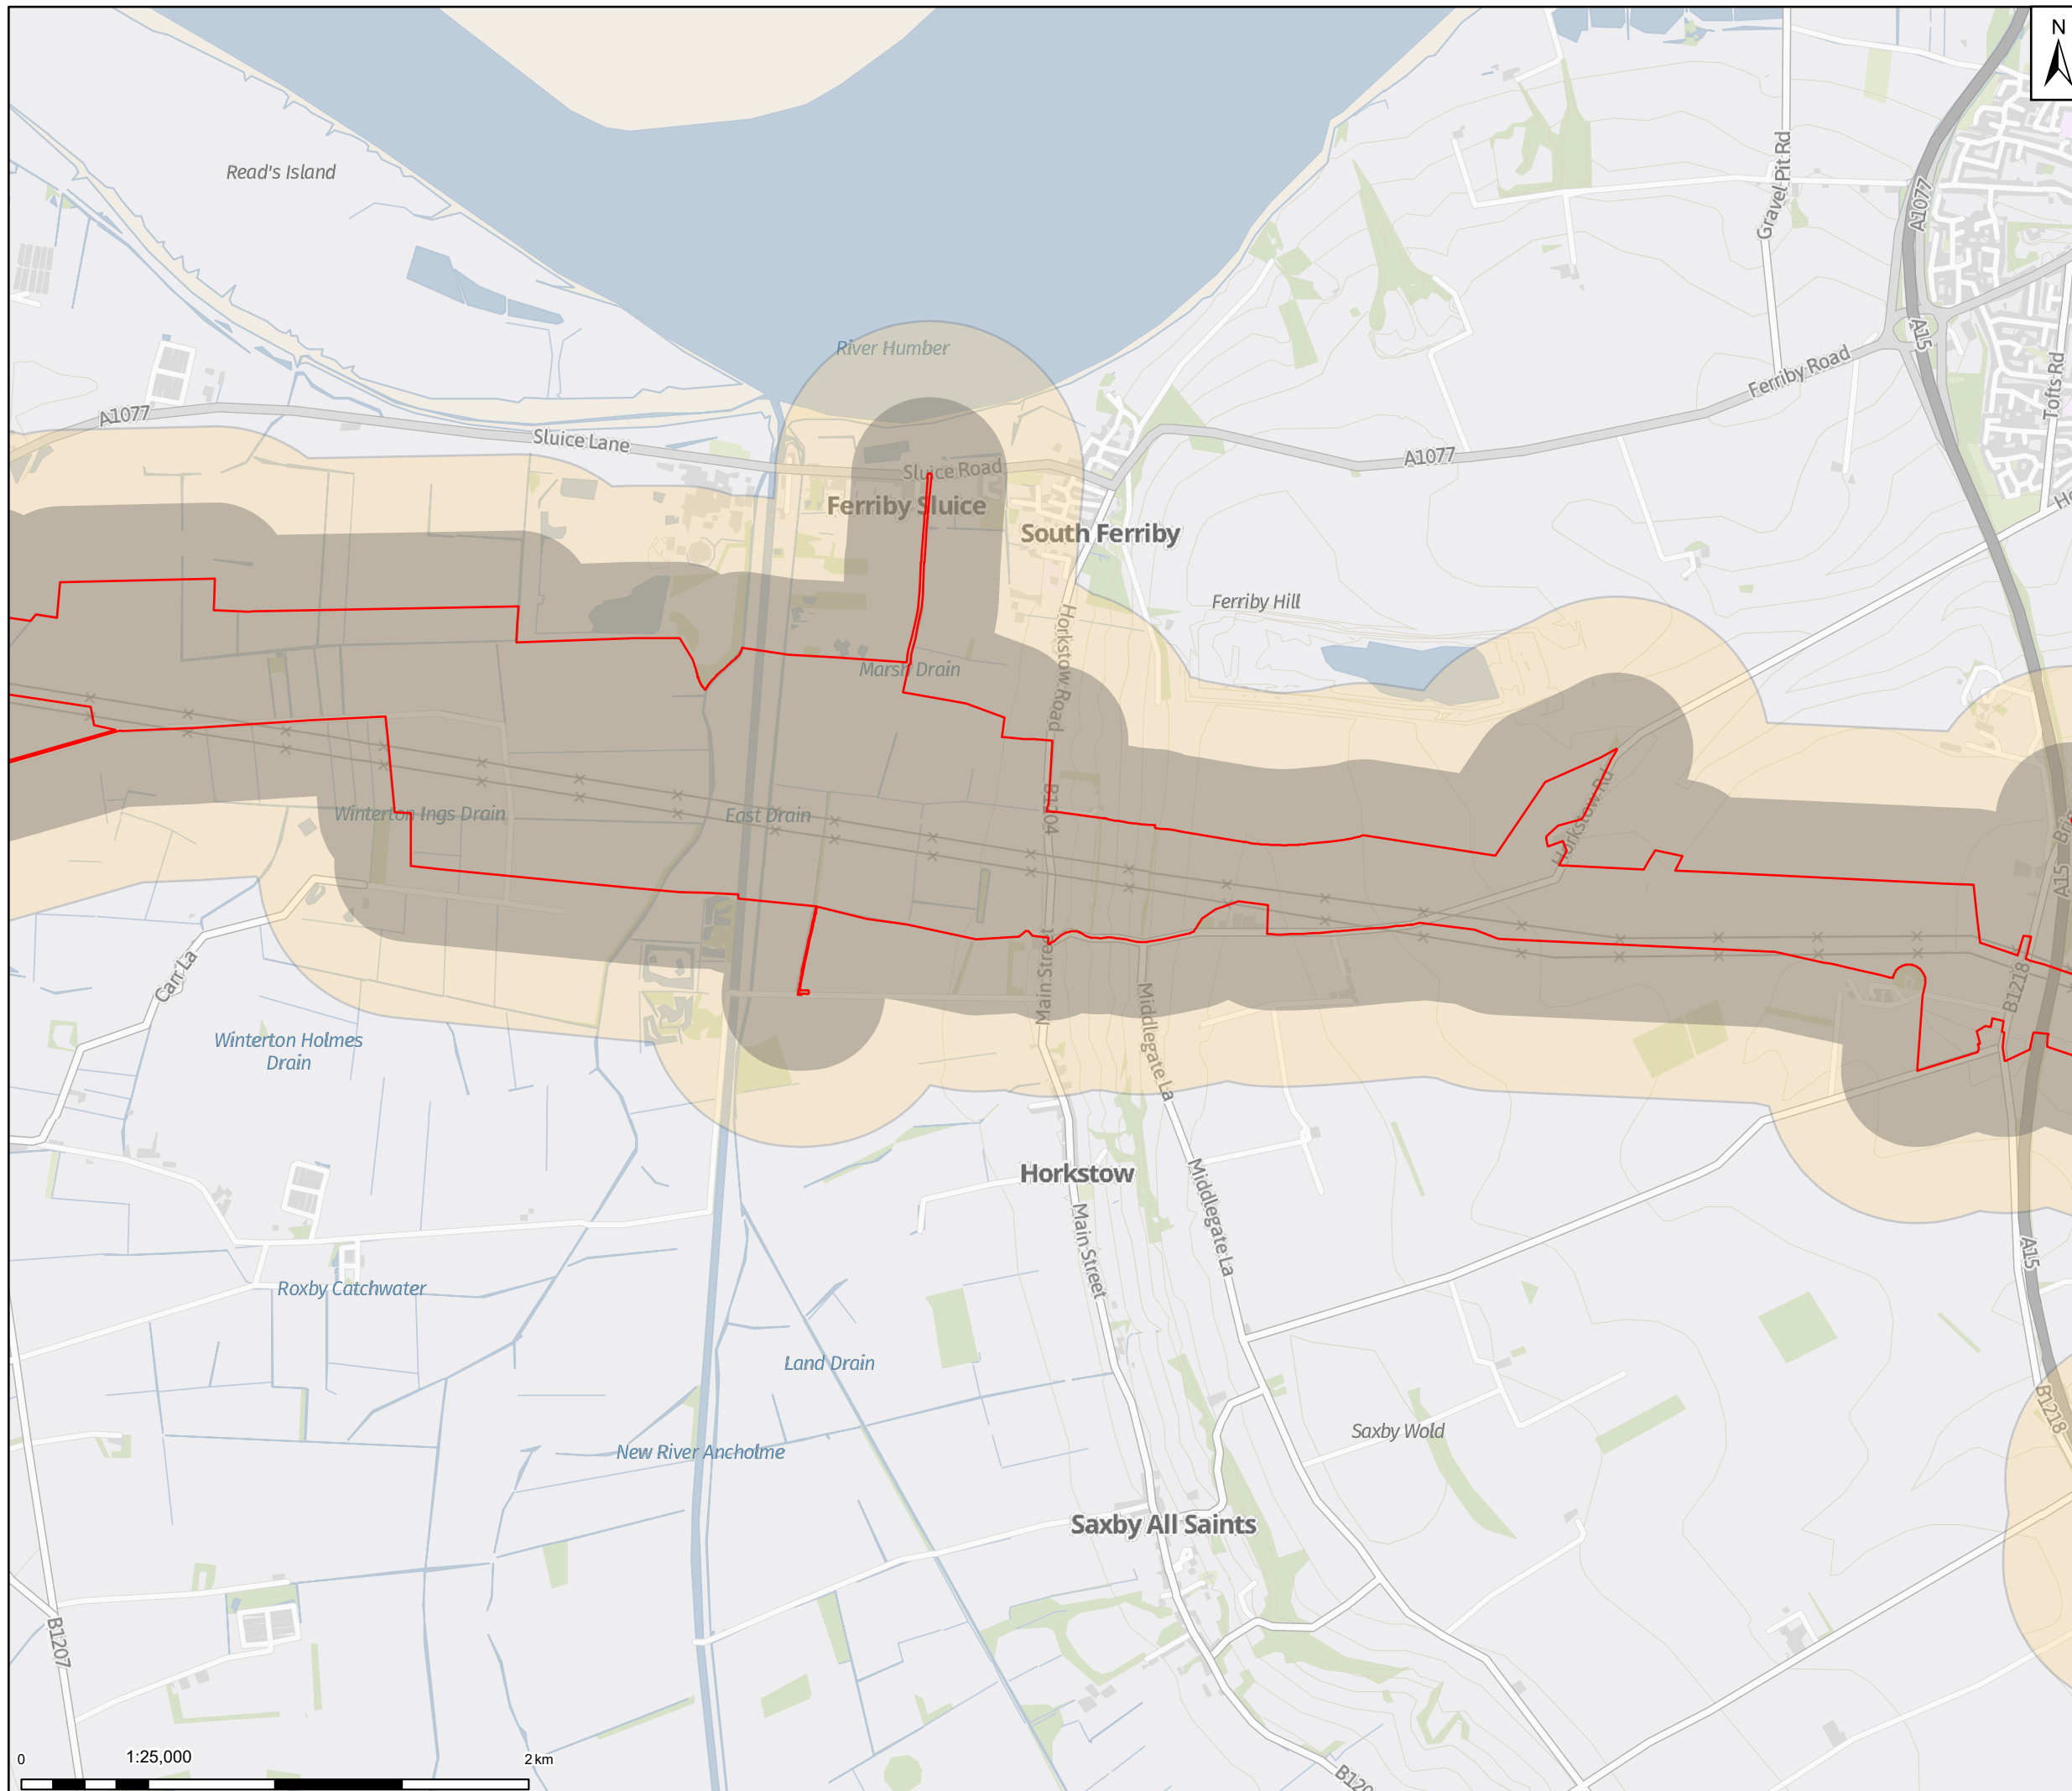 N
Read's Island
Gravel Pit Rd
A1077
A15
River Humber
Ferriby Road
Tofts Rd
A1077
Sluice Lane
A1077
Sluice Road
Ferriby Sluice
South Ferriby
Ferriby Hill
Horkstow Road
Marsh Drain
Winterton Ings Drain
East Drain
B1204
Horkstow Rd
A15
Carr La
Main Street
B1218
Middlegate La
Winterton Holmes
Drain
Horkstow
Main Street
Middlegate La
A15
Roxby Catchwater
Land Drain
B1218
Saxby Wold
New River Ancholme
Saxby All Saints
B1207
0
1:25,000
2 km